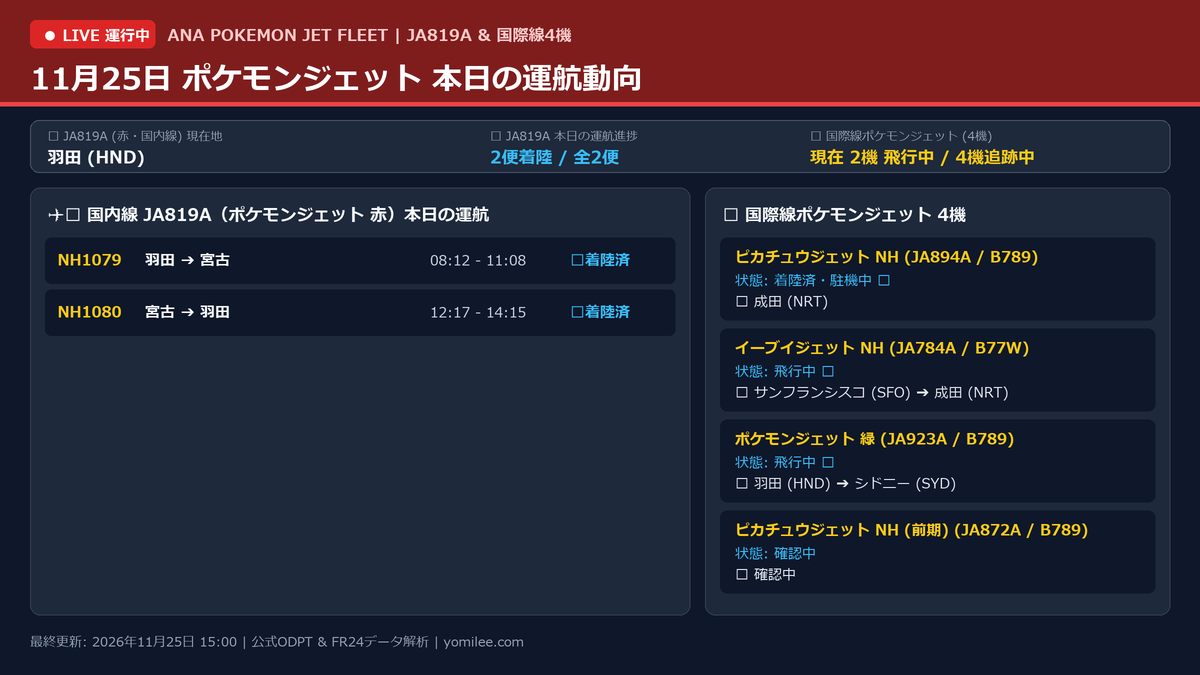 ● LIVE 運行中 ANA POKEMON JET FLEET | JA819A & 国際線4機
11月25日 ポケモンジェット 本日の運航動向
□ JA819A (赤・国内線) 現在地
羽田 (HND)
□ JA819A 本日の運航進捗
2便着陸 / 全2便
□ 国際線ポケモンジェット (4機)
現在 2機 飛行中 / 4機追跡中
✈□ 国内線 JA819A（ポケモンジェット 赤）本日の運航
NH1079 羽田 → 宮古 08:12 - 11:08 □着陸済
NH1080 宮古 → 羽田 12:17 - 14:15 □着陸済
□ 国際線ポケモンジェット 4機
ピカチュウジェット NH (JA894A / B789)
状態: 着陸済・駐機中 □
□ 成田 (NRT)
イーブイジェット NH (JA784A / B77W)
状態: 飛行中 □
□ サンフランシスコ (SFO) ➔ 成田 (NRT)
ポケモンジェット 緑 (JA923A / B789)
状態: 飛行中 □
□ 羽田 (HND) ➔ シドニー (SYD)
ピカチュウジェット NH (前期) (JA872A / B789)
状態: 確認中
□ 確認中
最終更新: 2026年11月25日 15:00 | 公式ODPT & FR24データ解析 | yomilee.com